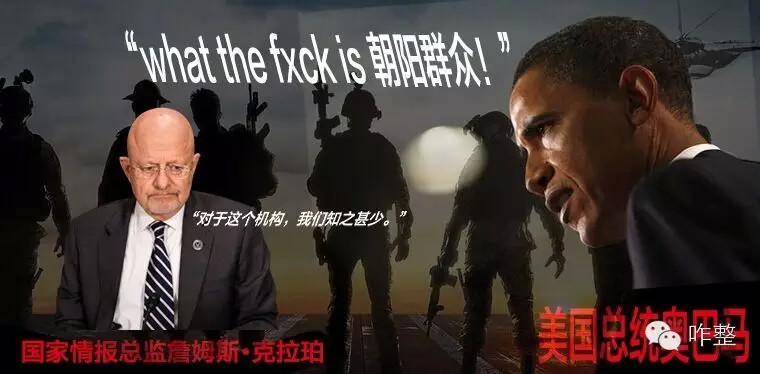 “what the fxck is 朝阳群众！”
“对于这个机构，我们知之甚少。”
国家情报总监詹姆斯·克拉珀
美国总统奥巴马
咋整